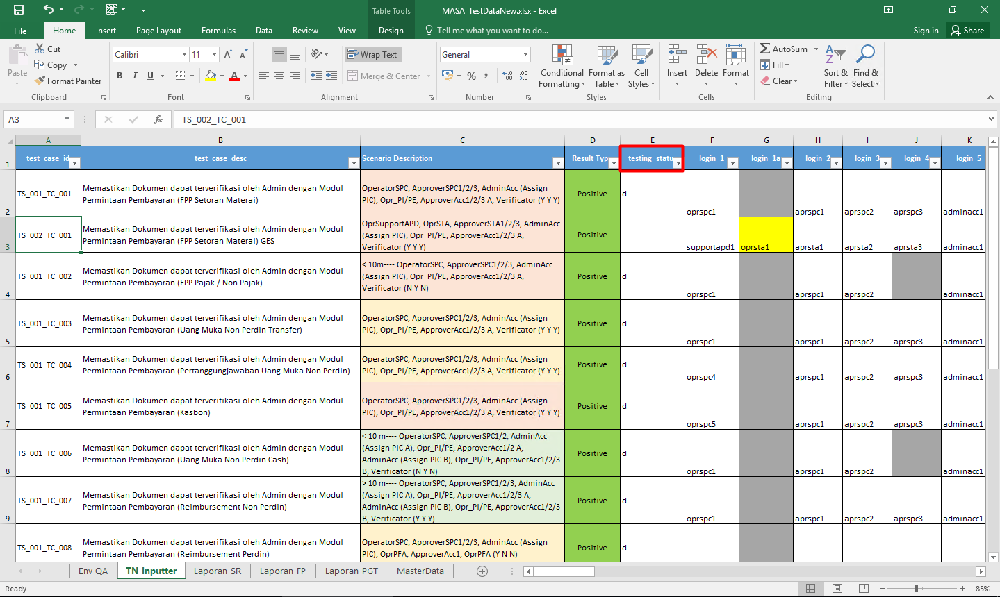 Table Tools
MASA_TestDataNew.xlsx - Excel
File
Home
Insert
Page Layout
Formulas
Data
Review
View
Design
Tell me what you want to do...
Sign in
Share
Paste
Cut
Copy
Format Painter
Clipboard
Calibri
11
B I U
A
Font
Wrap Text
Merge & Center
Alignment
General
%
Number
Conditional Formatting
Format as Table
Cell Styles
Styles
Insert
Delete
Format
Cells
AutoSum
Fill
Clear
Sort & Filter
Find & Select
Editing
A3
fx
TS_002_TC_001
A B C D E F G H I J K
1 test_case_id test_case_desc Scenario Description Result Typ testing_statu login_1 login_1a login_2 login_3 login_4 login_5
2 TS_001_TC_001
Memastikan Dokumen dapat terverifikasi oleh Admin dengan Modul
Permintaan Pembayaran (FPP Setoran Materai)
OperatorSPC, ApproverSPC1/2/3, AdminAcc (Assign
PIC), Opr_PI/PE, ApproverAcc1/2/3 A, Verificator (Y Y Y)
Positive d oprspc1 aprspc1 aprspc2 aprspc3 adminacc1
3 TS_002_TC_001
Memastikan Dokumen dapat terverifikasi oleh Admin dengan Modul
Permintaan Pembayaran (FPP Setoran Materai) GES
OprSupportAPD, OprSTA, ApproverSTA1/2/3, AdminAcc
(Assign PIC), Opr_PI/PE, ApproverAcc1/2/3 A,
Verificator (Y Y Y)
Positive supportapd1 oprsta1 aprsta1 aprsta2 aprsta3 adminacc1
4 TS_001_TC_002
Memastikan Dokumen dapat terverifikasi oleh Admin dengan Modul
Permintaan Pembayaran (FPP Pajak / Non Pajak)
< 10m---- OperatorSPC, ApproverSPC1/2/3, AdminAcc
(Assign PIC), Opr_PI/PE, ApproverAcc1/2/3 A,
Verificator (N Y N)
Positive d oprspc1 aprspc1 aprspc2 adminacc1
5 TS_001_TC_003
Memastikan Dokumen dapat terverifikasi oleh Admin dengan Modul
Permintaan Pembayaran (Uang Muka Non Perdin Transfer)
OperatorSPC, ApproverSPC1/2/3, AdminAcc (Assign
PIC), Opr_PI/PE, ApproverAcc1/2/3 A, Verificator (Y Y Y)
Positive d oprspc1 aprspc1 aprspc2 aprspc3 adminacc1
6 TS_001_TC_004
Memastikan Dokumen dapat terverifikasi oleh Admin dengan Modul
Permintaan Pembayaran (Pertanggungjawaban Uang Muka Non Perdin)
OperatorSPC, ApproverSPC1/2/3, AdminAcc (Assign
PIC), Opr_PI/PE, ApproverAcc1/2/3 A, Verificator (Y Y Y)
Positive d oprspc4 aprspc1 aprspc2 aprspc3 adminacc1
7 TS_001_TC_005
Memastikan Dokumen dapat terverifikasi oleh Admin dengan Modul
Permintaan Pembayaran (Kasbon)
OperatorSPC, ApproverSPC1/2/3, AdminAcc (Assign
PIC), Opr_PI/PE, ApproverAcc1/2/3 A, Verificator (Y Y Y)
Positive d oprspc5 aprspc1 aprspc2 aprspc3 adminacc1
8 TS_001_TC_006
Memastikan Dokumen dapat terverifikasi oleh Admin dengan Modul
Permintaan Pembayaran (Uang Muka Non Perdin Cash)
< 10 m---- OperatorSPC, ApproverSPC1/2, AdminAcc
(Assign PIC A), Opr_PI/PE, ApproverAcc1/2 A,
AdminAcc (Assign PIC B), Opr_PI/PE, ApproverAcc1/2/3
B, Verificator (N Y N)
Positive d oprspc1 aprspc1 aprspc2 adminacc1
9 TS_001_TC_007
Memastikan Dokumen dapat terverifikasi oleh Admin dengan Modul
Permintaan Pembayaran (Reimbursement Non Perdin)
> 10 m---- OperatorSPC, ApproverSPC1/2/3, AdminAcc
(Assign PIC A), Opr_PI/PE, ApproverAcc1/2/3 A,
AdminAcc (Assign PIC B), Opr_PI/PE, ApproverAcc1/2/3
B, Verificator (Y Y Y)
Positive d oprspc1 aprspc1 aprspc2 aprspc3 adminacc1
TS_001_TC_008
Memastikan Dokumen dapat terverifikasi oleh Admin dengan Modul
Permintaan Pembayaran (Reimbursement Perdin)
OperatorSPC, ApproverSPC1/2/3, AdminAcc (Assign
PIC), OprPFA, ApproverAcc1, OprPFA (Y N N)
Positive d
Env QA
TN_Inputter
Laporan_SR
Laporan_FP
Laporan_PGT
MasterData
Ready
85%